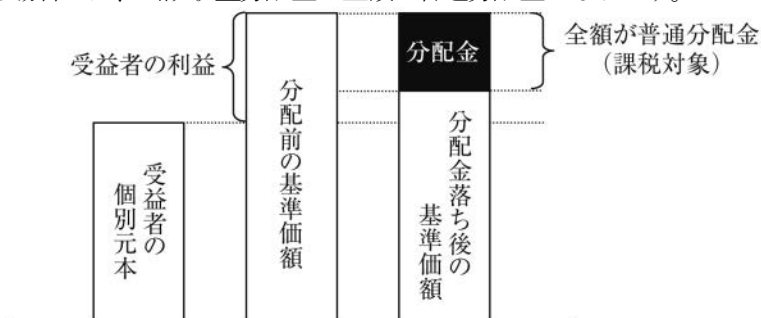 受益者の利益
分配金
全額が普通分配金
（課税対象）
受益者の
個別元本
分配前の基準価額
分配金落ち後の
基準価額